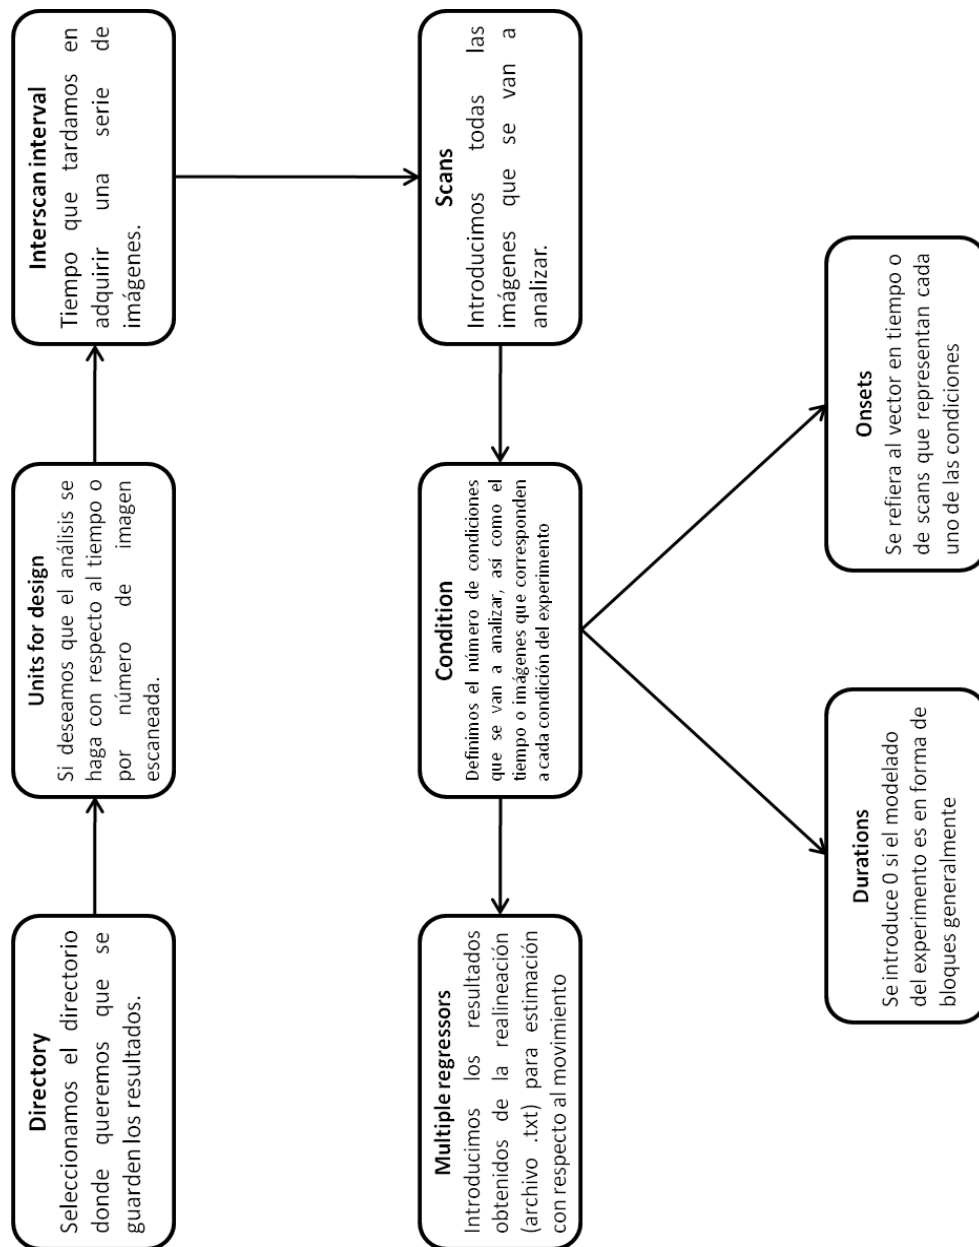 Directory
Seleccionamos el directorio
donde queremos que se
guarden los resultados.
Units for design
Si deseamos que el análisis se
haga con respecto al tiempo o
por número de imagen
escaneada.
Interscan interval
Tiempo que tardamos en
adquirir una serie de
imágenes.
Scans
Introducimos todas las
imágenes que se van a
analizar.
Condition
Definimos el número de condiciones
que se van a analizar, así como el
tiempo o imágenes que corresponden
a cada condición del experimento
Multiple regressors
Introducimos los resultados
obtenidos de la realineación
(archivo .txt) para estimación
con respecto al movimiento
Durations
Se introduce 0 si el modelado
del experimento es en forma de
bloques generalmente
Onsets
Se refiera al vector en tiempo o
de scans que representan cada
uno de las condiciones